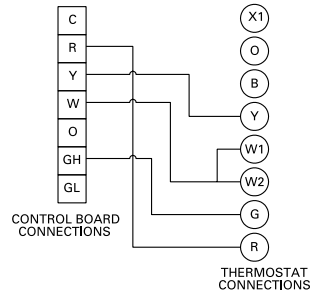 C
R
Y
W
O
GH
GL
CONTROL BOARD
CONNECTIONS
X1
O
B
Y
W1
W2
G
R
THERMOSTAT
CONNECTIONS